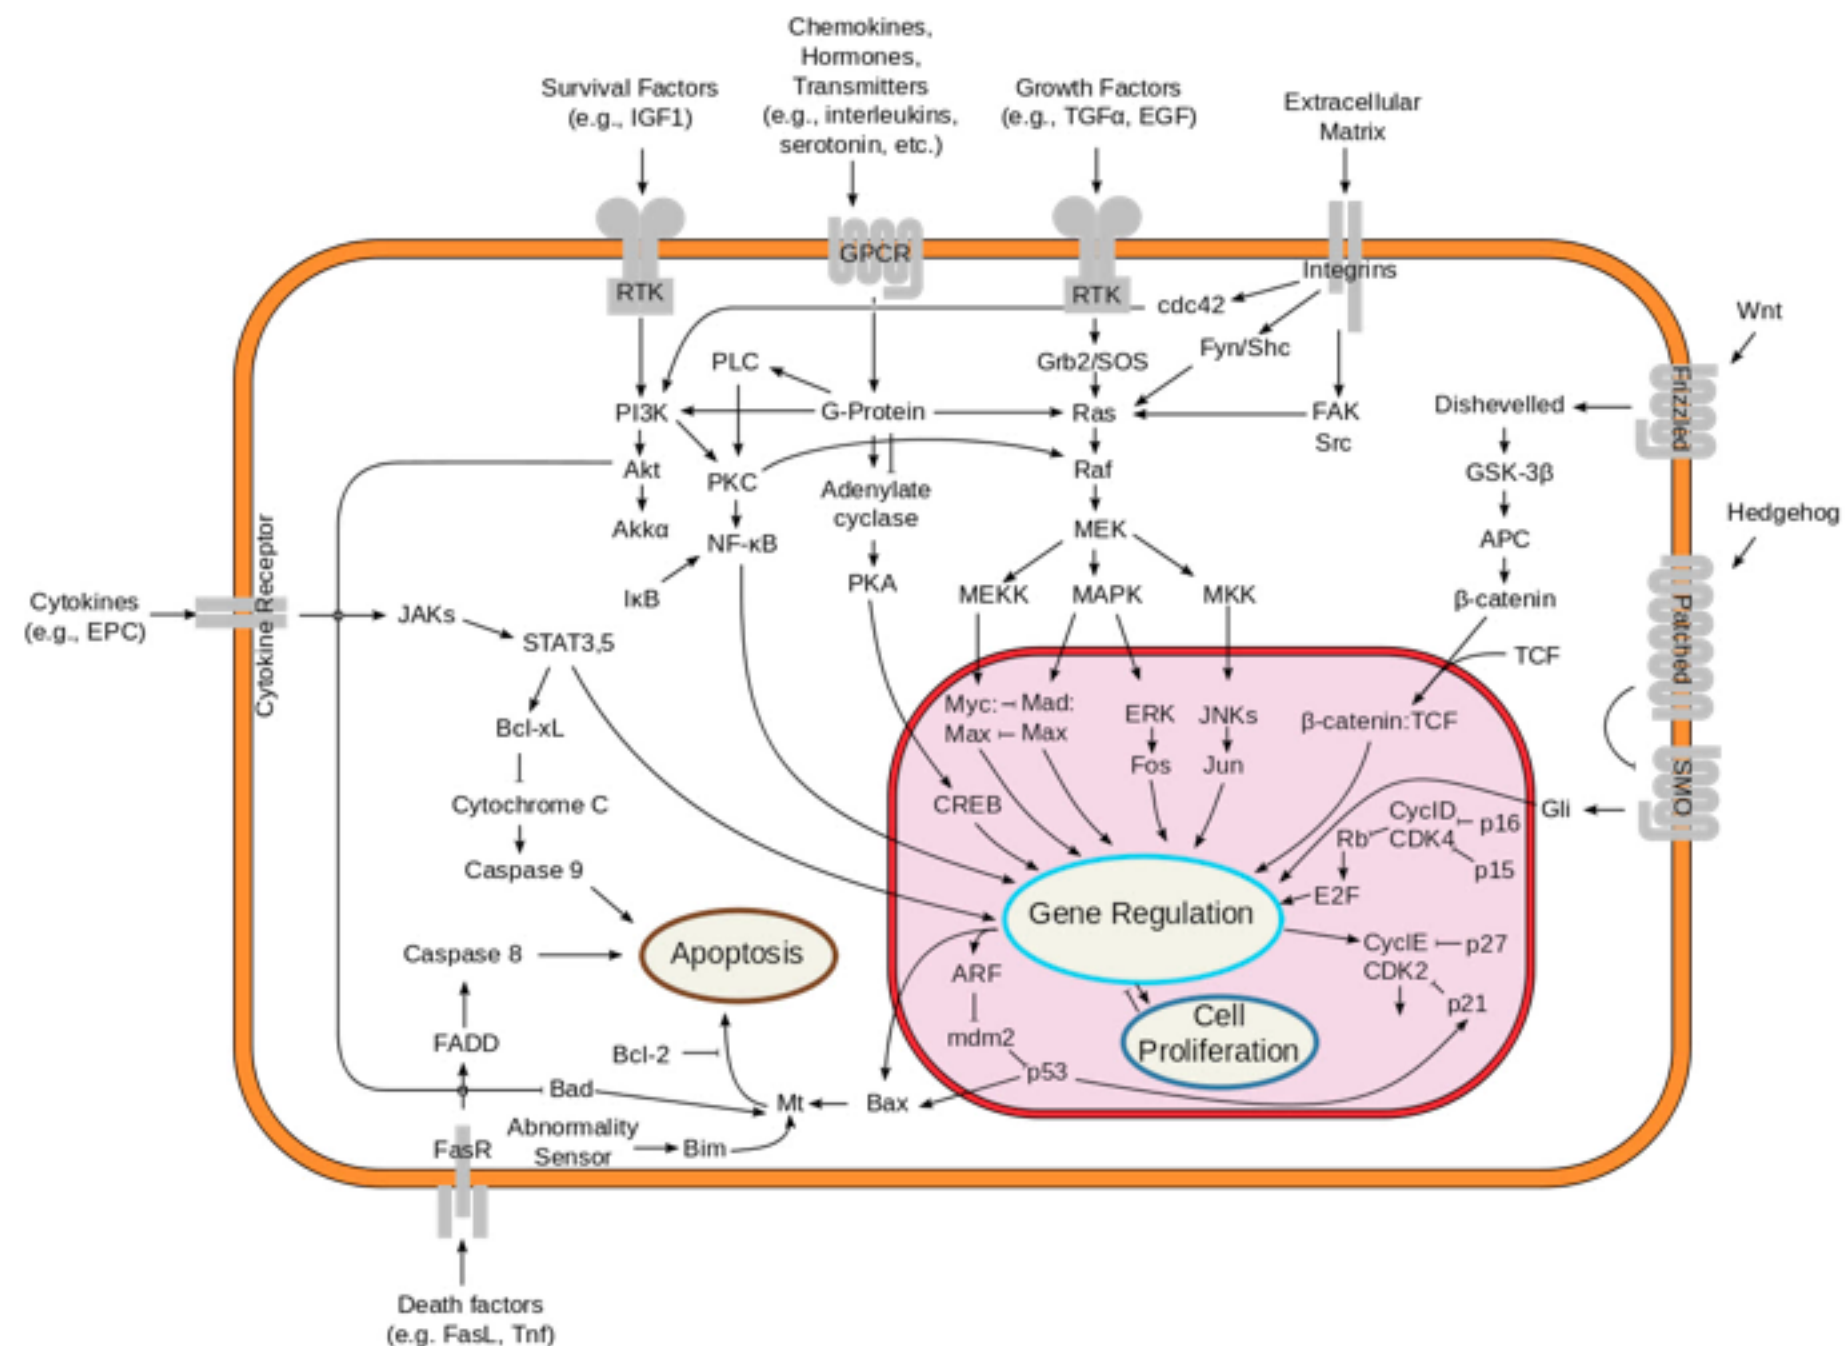 Chemokines,
Hormones,
Transmitters
(e.g., interleukins,
serotonin, etc.)
Survival Factors
(e.g., IGF1)
Growth Factors
(e.g., TGFα, EGF)
Extracellular
Matrix
GPCR
RTK
RTK
Integrins
cdc42
Wnt
Fyn/Shc
Grb2/SOS
PLC
Frizzled
Dishevelled
PI3K
G-Protein
Ras
FAK
Src
Akt
PKC
Raf
GSK-3β
Adenylate
cyclase
Hedgehog
Akkα
NF-κB
MEK
APC
PKA
IκB
MEKK
MAPK
MKK
β-catenin
Cytokines
(e.g., EPC)
Cytokine Receptor
JAKs
STAT3,5
Patched
TCF
Myc:
Mad:
Max
Max
ERK
JNKs
β-catenin:TCF
Bcl-xL
Fos
Jun
SMO
Cytochrome C
CREB
Gli
CyclD
CDK4
p16
Rb
p15
Caspase 9
E2F
Gene Regulation
Caspase 8
Apoptosis
CyclE
CDK2
p27
ARF
p21
Cell
Proliferation
mdm2
FADD
Bcl-2
p53
Bad
Mt
Bax
Abnormality
Sensor
Bim
FasR
Death factors
(e.g. FasL, Tnf)